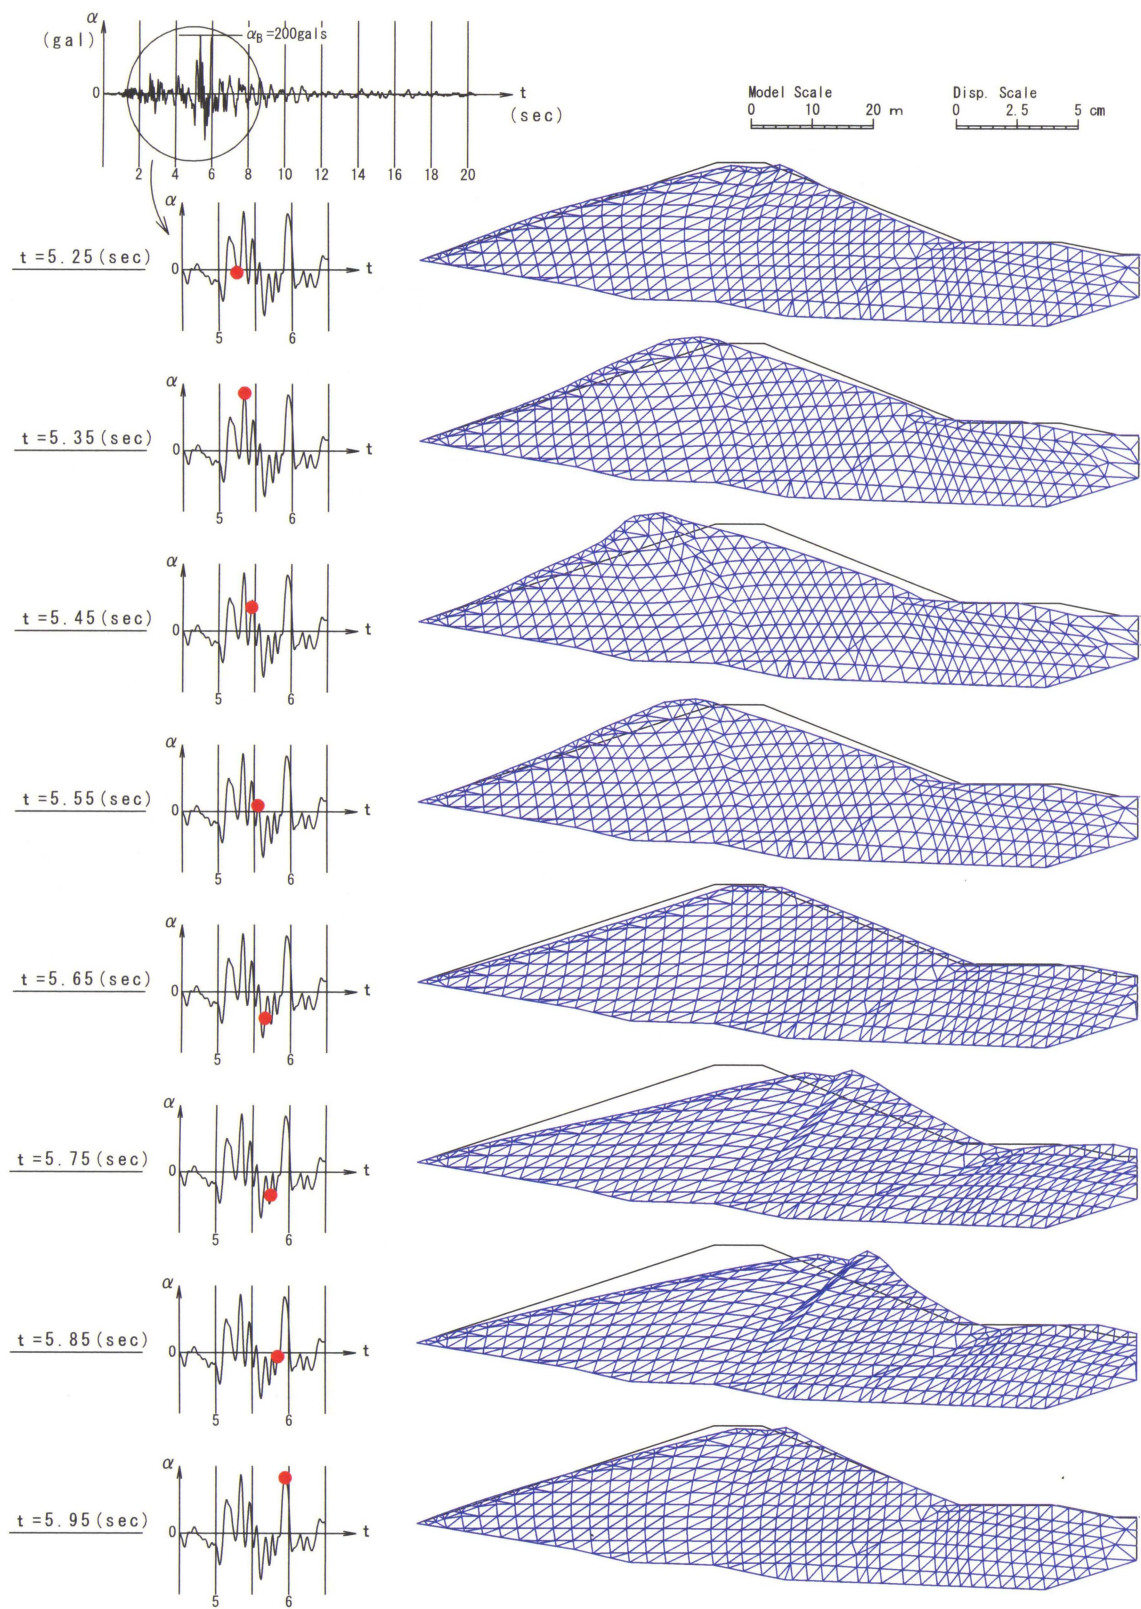 α
(gal)
αB=200gals
0
t
(sec)
2 4 6 8 10 12 14 16 18 20
Model Scale
0 10 20 m
Disp. Scale
0 2.5 5 cm
t=5.25(sec)
α
0
t
5 6
t=5.35(sec)
α
0
t
5 6
t=5.45(sec)
α
0
t
5 6
t=5.55(sec)
α
0
t
5 6
t=5.65(sec)
α
0
t
5 6
t=5.75(sec)
α
0
t
5 6
t=5.85(sec)
α
0
t
5 6
t=5.95(sec)
α
0
t
5 6